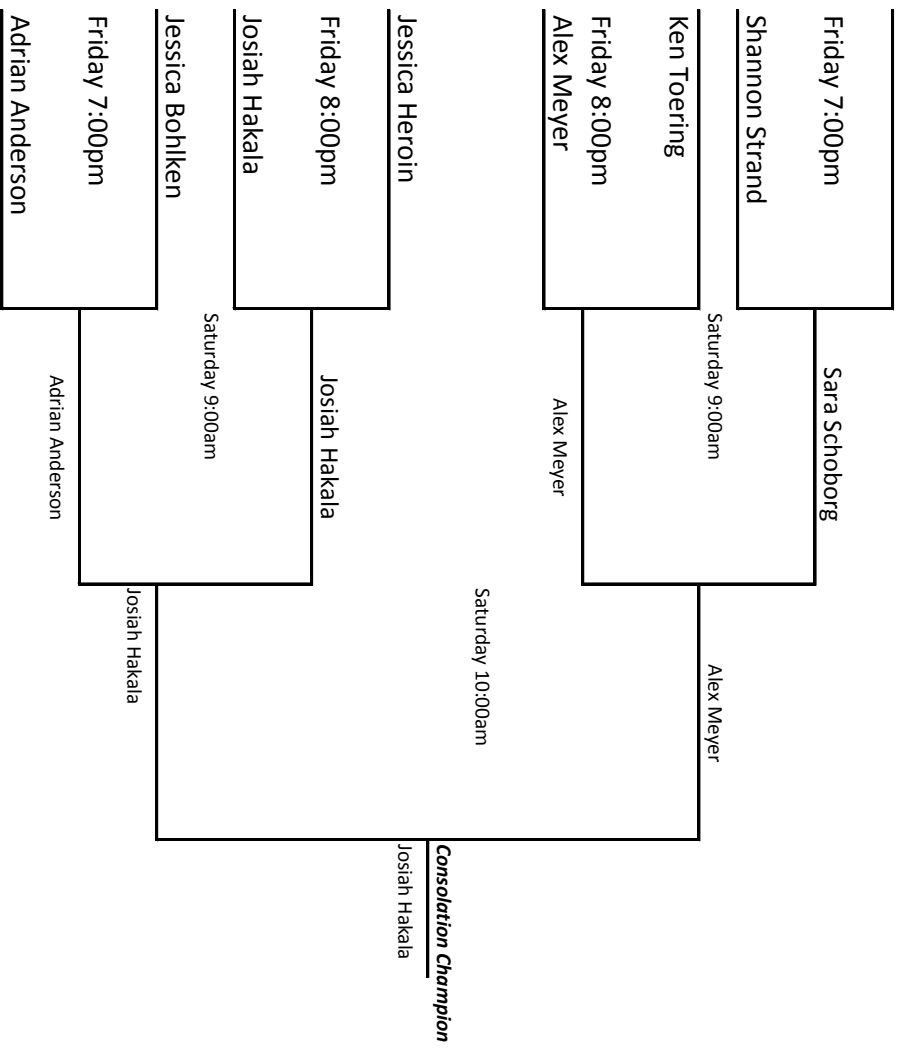 Friday 7:00pm
Shannon Strand
Ken Toering
Friday 8:00pm
Alex Meyer
Jessica Heroin
Friday 8:00pm
Josiah Hakala
Jessica Bohlken
Friday 7:00pm
Adrian Anderson
Sara Schoborg
Saturday 9:00am
Alex Meyer
Josiah Hakala
Saturday 9:00am
Adrian Anderson
Alex Meyer
Saturday 10:00am
Josiah Hakala
Consolation Champion
Josiah Hakala